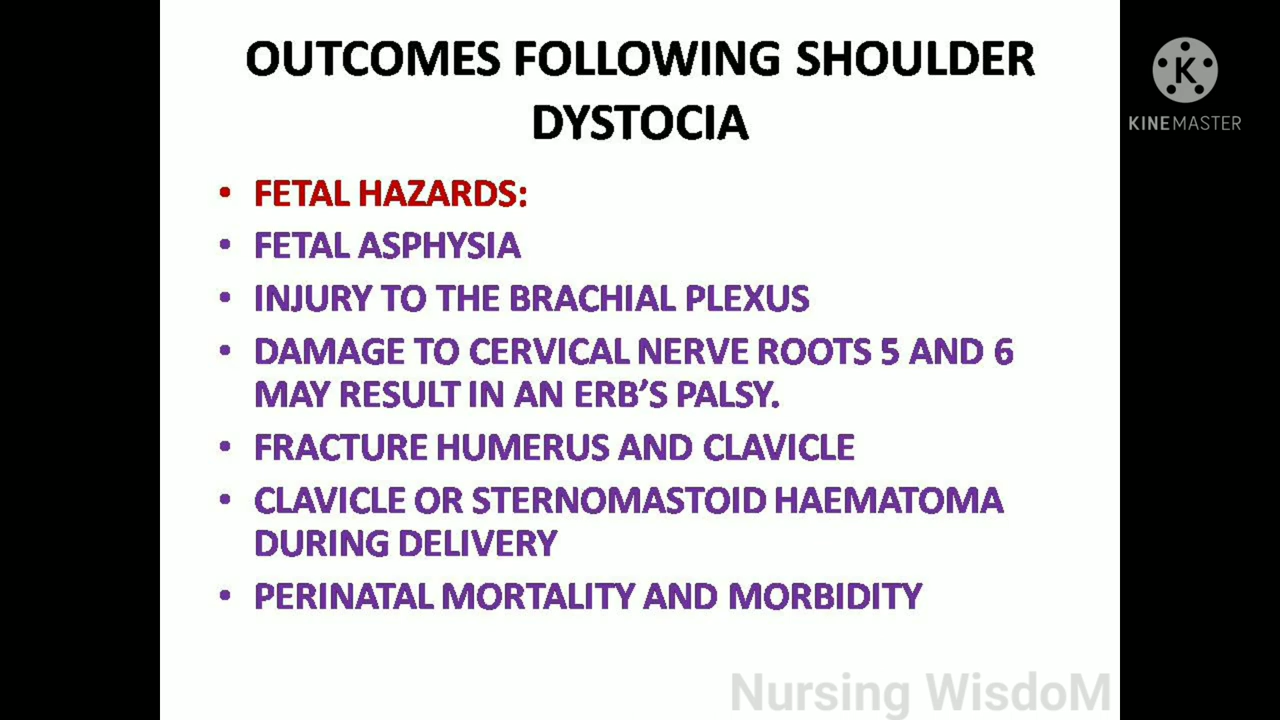 OUTCOMES FOLLOWING SHOULDER
DYSTOCIA
K
KINEMASTER
• FETAL HAZARDS:
• FETAL ASPHYSIA
• INJURY TO THE BRACHIAL PLEXUS
• DAMAGE TO CERVICAL NERVE ROOTS 5 AND 6
MAY RESULT IN AN ERB’S PALSY.
• FRACTURE HUMERUS AND CLAVICLE
• CLAVICLE OR STERNOMASTOID HAEMATOMA
DURING DELIVERY
• PERINATAL MORTALITY AND MORBIDITY
Nursing WisdoM